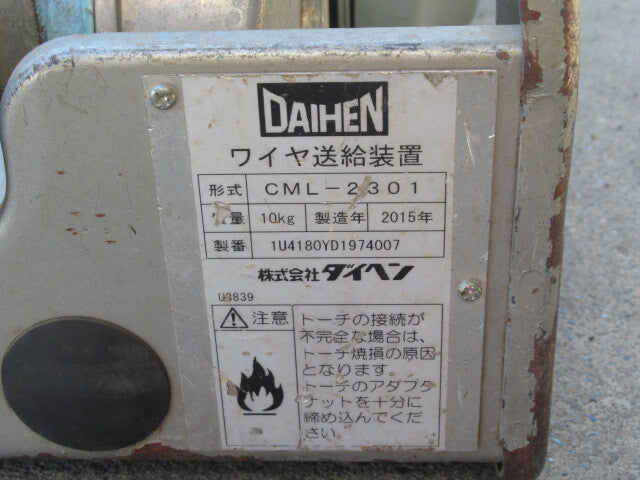 DAIHEN
ワイヤ送給装置
形式 CML-2301
質量 10kg 製造年 2015年
製番 1U4180YD1974007
株式会社ダイヘン
U3839
注意
トーチの接続が
不完全な場合は、
トーチ焼損の原因
となります。
トーチのアダプタ
ナットを十分に
締め込んでくだ
さい。